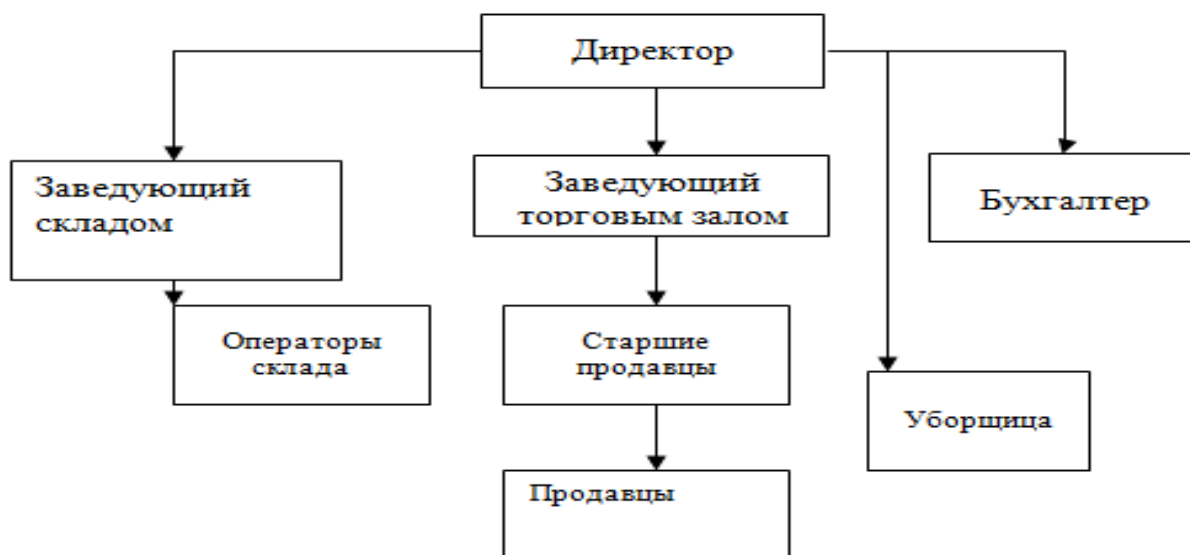 Директор
Заведующий
складом
Заведующий
торговым залом
Бухгалтер
Операторы
склада
Старшие
продавцы
Уборщица
Продавцы